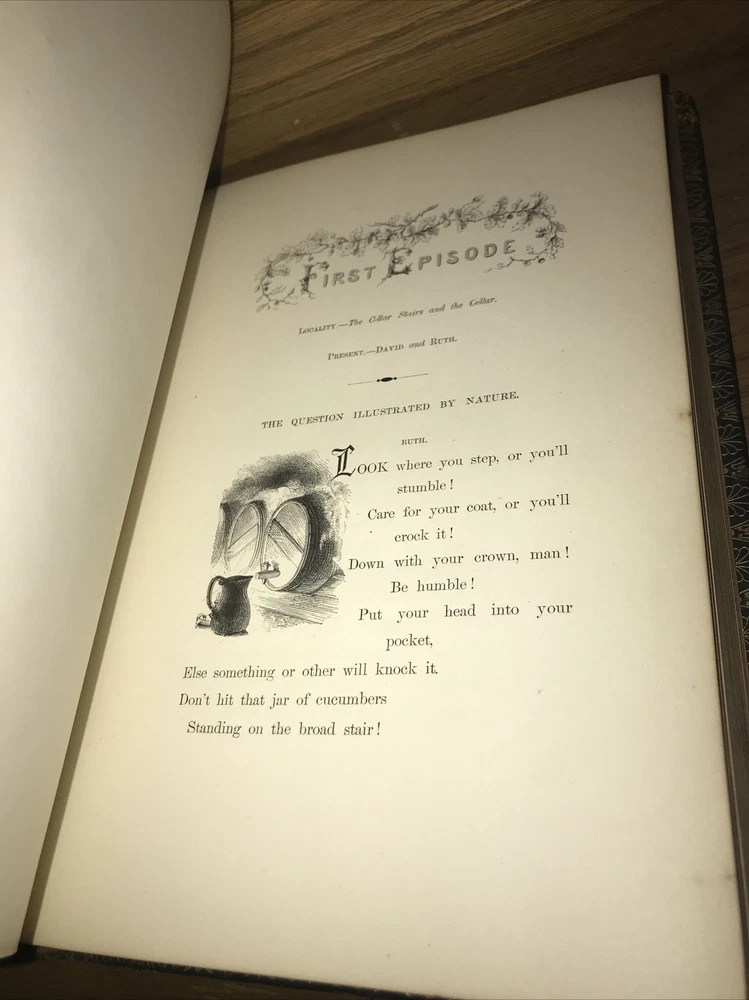 FIRST EPISODE
LOCALITY—The Cellar Stairs and the Cellar.
PRESENT.—DAVID and RUTH.
THE QUESTION ILLUSTRATED BY NATURE.
RUTH.
LOOK where you step, or you'll
stumble!
Care for your coat, or you'll
crock it!
Down with your crown, man!
Be humble!
Put your head into your
pocket,
Else something or other will knock it.
Don't hit that jar of cucumbers
Standing on the broad stair!